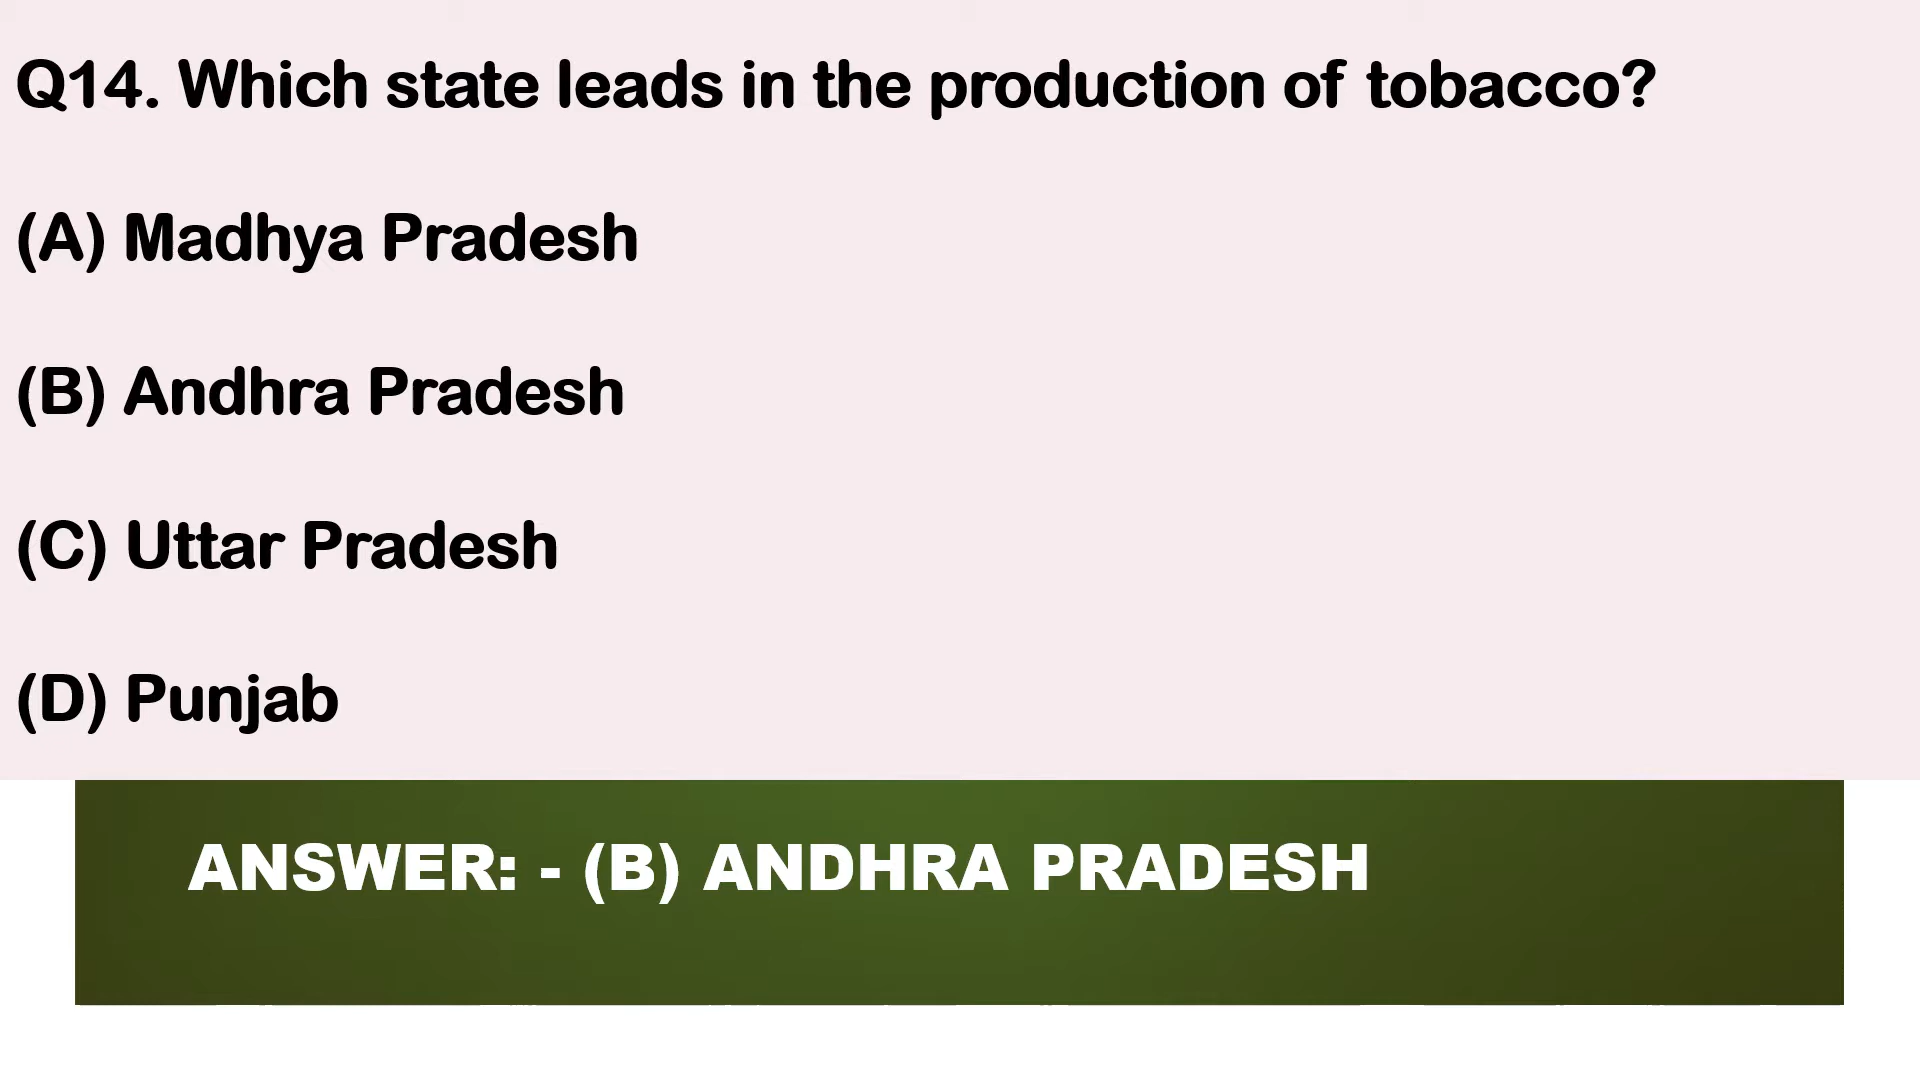 Q14. Which state leads in the production of tobacco?
(A) Madhya Pradesh
(B) Andhra Pradesh
(C) Uttar Pradesh
(D) Punjab
ANSWER: - (B) ANDHRA PRADESH